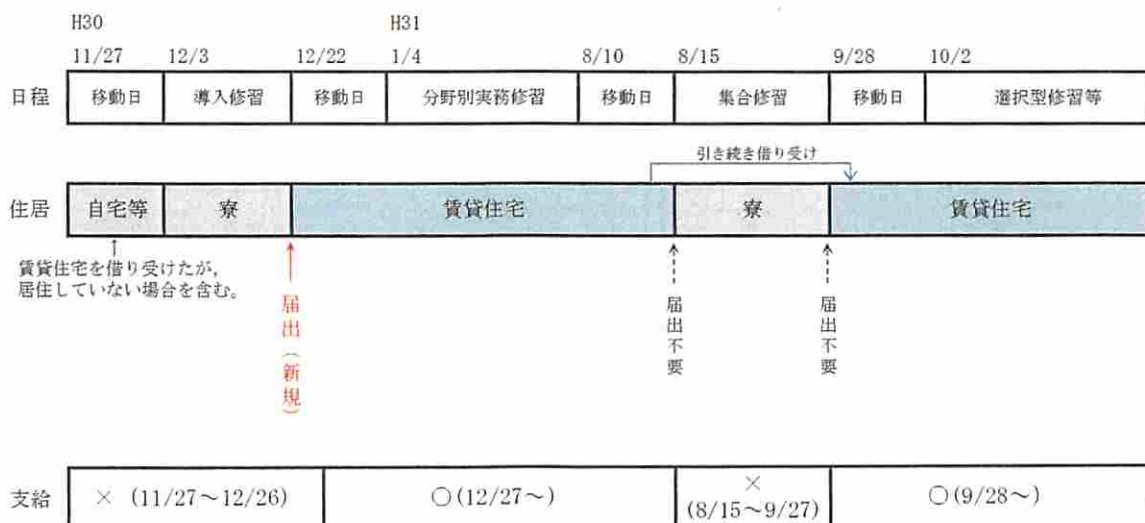 H30 H31
11/27 12/3 12/22 1/4 8/10 8/15 9/28 10/2
日程 移動日 導入修習 移動日 分野別実務修習 移動日 集合修習 移動日 選択型修習等
引き続き借り受け
住居 自宅等 寮 賃貸住宅 寮 賃貸住宅
賃貸住宅を借り受けたが,
居住していない場合を含む。
届出(新規)
届出不要
届出不要
支給 × (11/27~12/26) ○(12/27~) × (8/15~9/27) ○(9/28~)